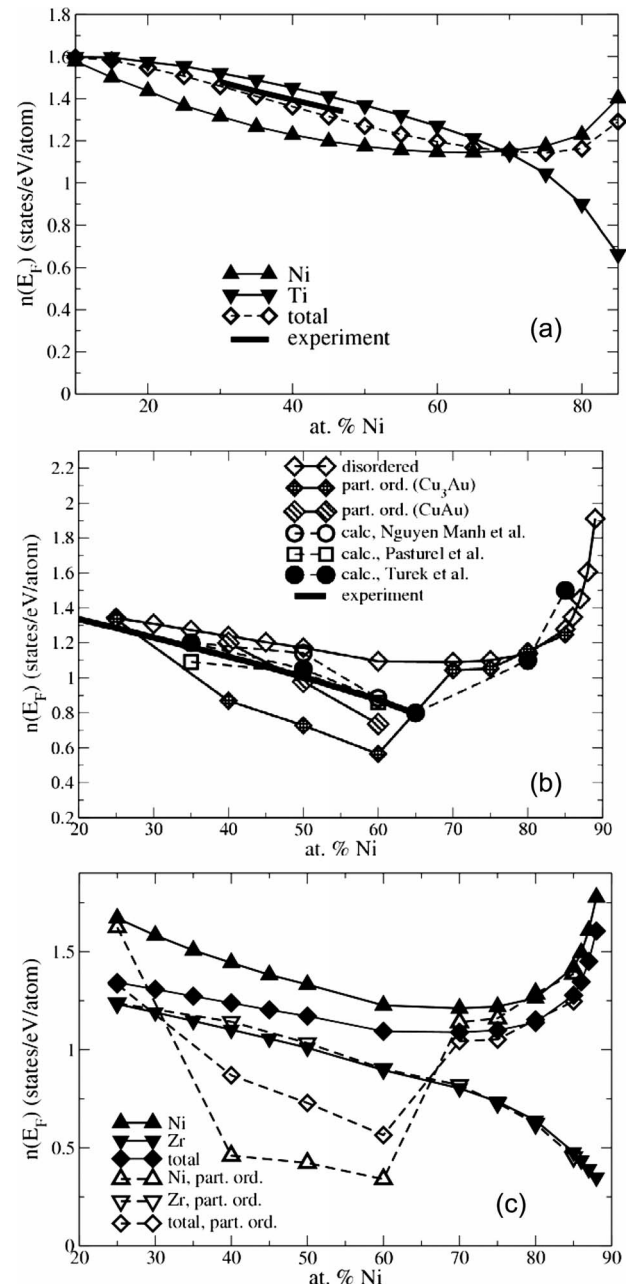 1.8
1.6
1.4
1.2
1
0.8
0.6
0.4
0.2
0
n(E_F) (states/eV/atom)
Ni
Ti
total
experiment
(a)
20 40 60 80
at. % Ni
2.2
2
1.8
1.6
1.4
1.2
1
0.8
0.6
0.4
0.2
n(E_F) (states/eV/atom)
disordered
part. ord. (Cu₃Au)
part. ord. (CuAu)
calc, Nguyen Manh et al.
calc., Pasturel et al.
calc., Turek et al.
experiment
(b)
20 30 40 50 60 70 80 90
at. % Ni
1.5
1
0.5
0
n(E_F) (states/eV/atom)
Ni
Zr
total
Ni, part. ord.
Zr, part. ord.
total, part. ord.
(c)
20 30 40 50 60 70 80 90
at. % Ni